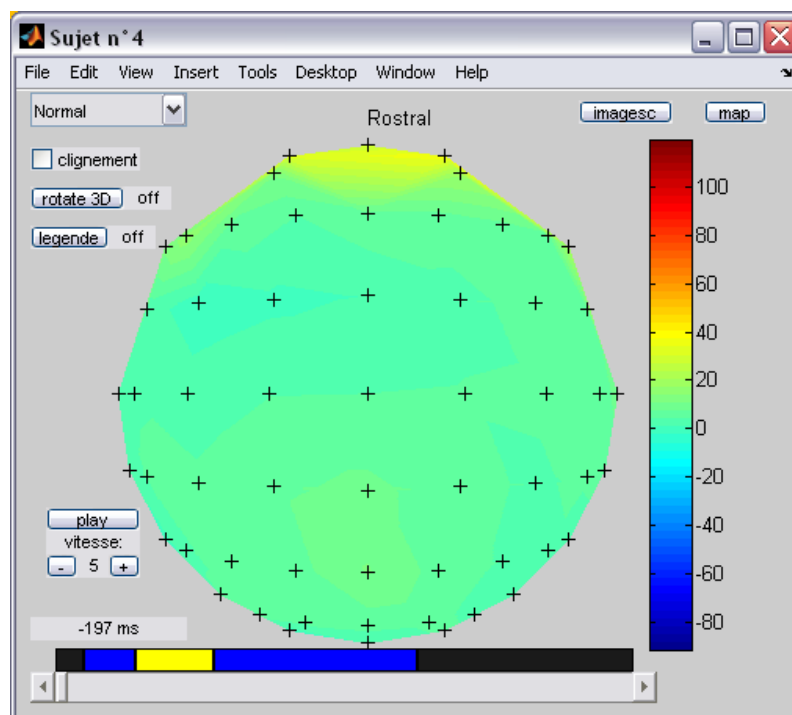 Sujet n°4
File Edit View Insert Tools Desktop Window Help
Normal
Rostral
imagesc
map
clignement
rotate 3D off
legende off
100
80
60
40
20
0
-20
-40
-60
-80
play
vitesse:
- 5 +
-197 ms